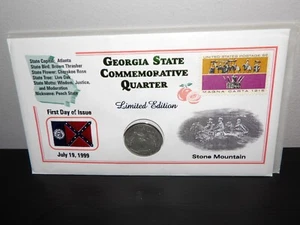 State Capital, Atlanta
State Bird, Brown Thrasher
State Flower: Cherokee Rose
State Tree: Live Oak
State Motto: Wisdom, Justice,
and Moderation
Nickname: Peach State
GEORGIA STATE
COMMEMORATIVE
QUARTER
Limited Edition
MAGNA CARTA 1215
First Day of Issue
July 19, 1999
Stone Mountain